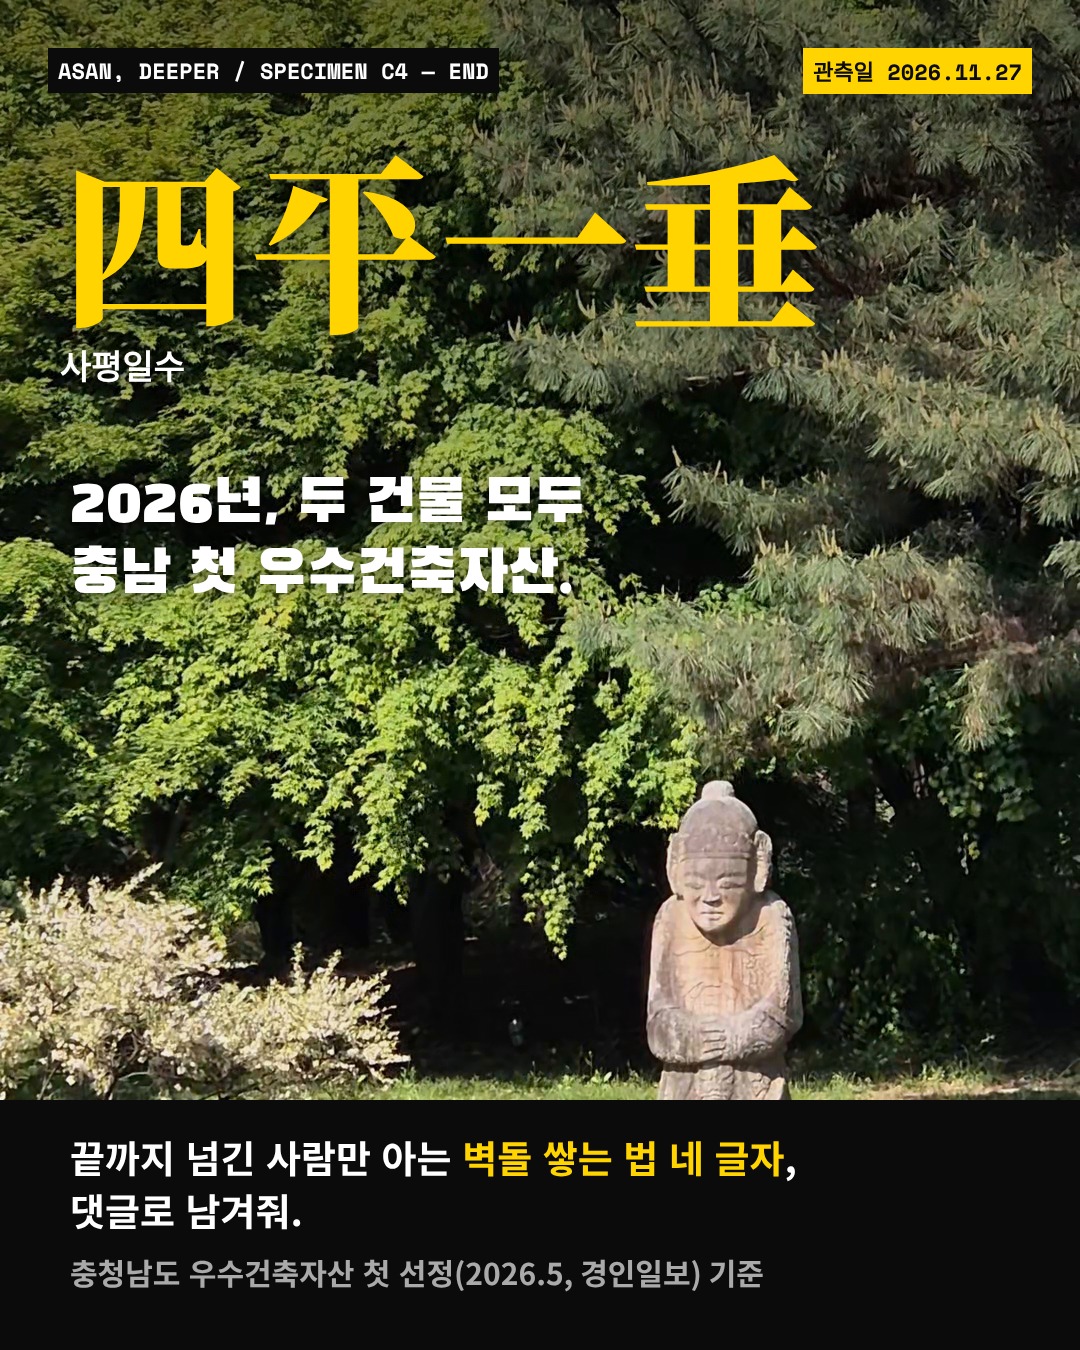 ASAN, DEEPER / SPECIMEN C4 — END
관측일 2026.11.27
四平一垂
사평일수
2026년, 두 건물 모두
충남 첫 우수건축자산.
끝까지 넘긴 사람만 아는 벽돌 쌓는 법 네 글자,
댓글로 남겨줘.
충청남도 우수건축자산 첫 선정(2026.5, 경인일보) 기준